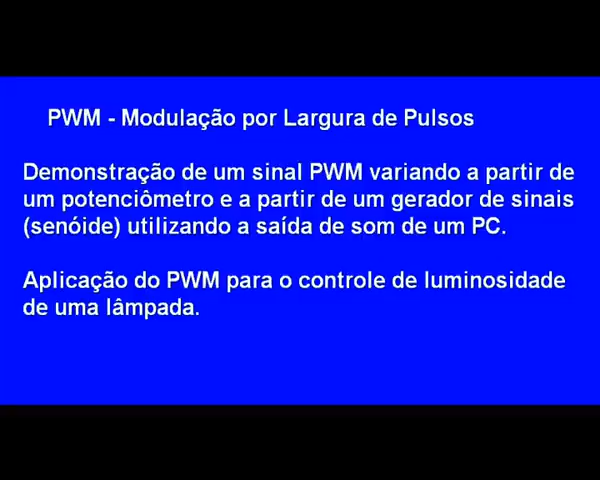 PWM - Modulação por Largura de Pulsos
Demonstração de um sinal PWM variando a partir de
um potenciômetro e a partir de um gerador de sinais
(senóide) utilizando a saída de som de um PC.
Aplicação do PWM para o controle de luminosidade
de uma lâmpada.